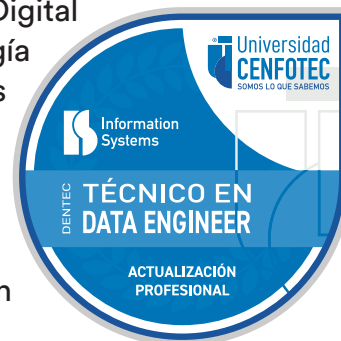 Digital
gía
s
n
Universidad
CENFOTEC
SOMOS LO QUE SABEMOS
Information
Systems
DENTEC
TÉCNICO EN
DATA ENGINEER
ACTUALIZACIÓN
PROFESIONAL